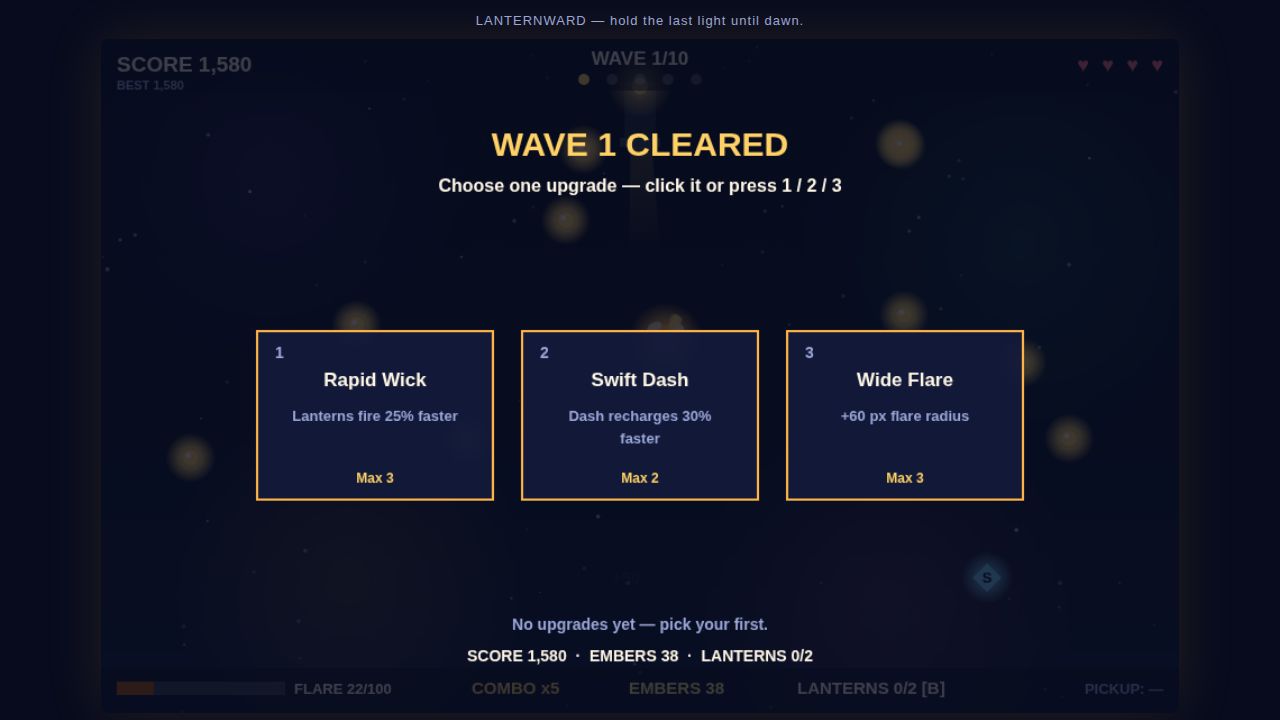 LANTERNWARD — hold the last light until dawn.
SCORE 1,580
WAVE 1/10
♥ ♥ ♥ ♥
BEST 1,580
WAVE 1 CLEARED
Choose one upgrade — click it or press 1 / 2 / 3
1
Rapid Wick
Lanterns fire 25% faster
Max 3
2
Swift Dash
Dash recharges 30%
faster
Max 2
3
Wide Flare
+60 px flare radius
Max 3
S
No upgrades yet — pick your first.
SCORE 1,580 · EMBERS 38 · LANTERNS 0/2
FLARE 22/100
COMBO x5
EMBERS 38
LANTERNS 0/2 [B]
PICKUP: —